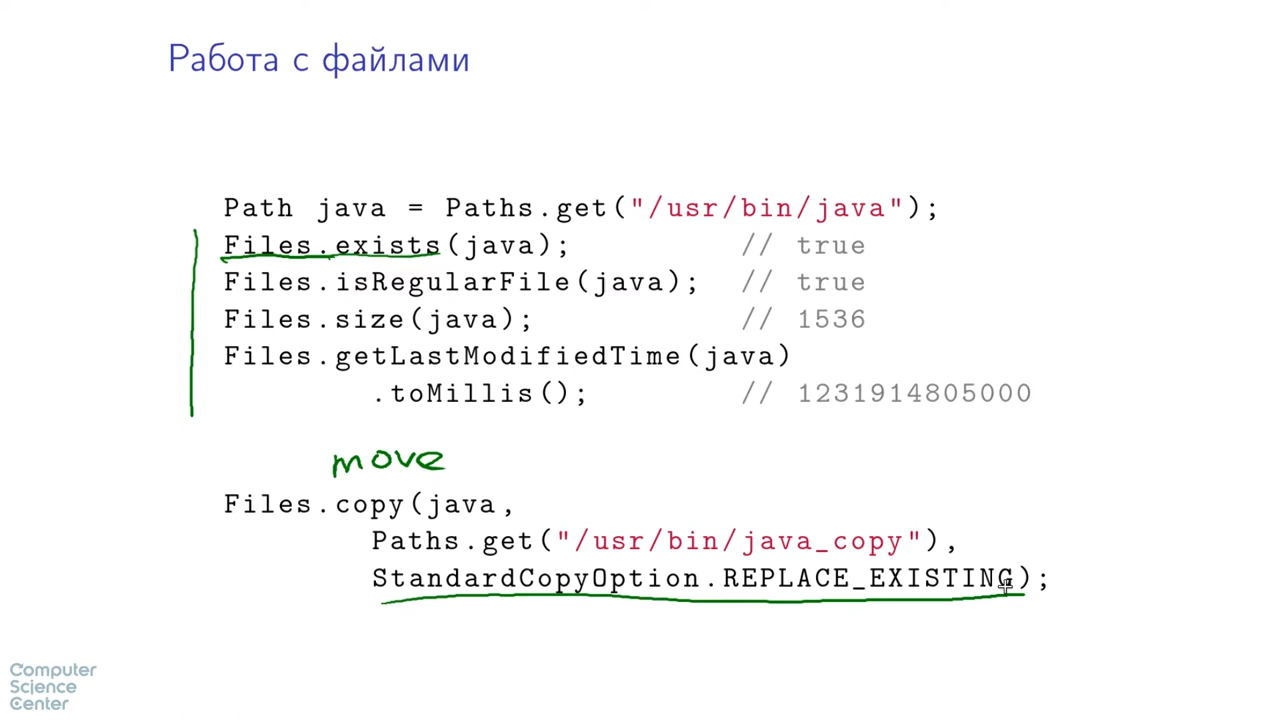 Работа с файлами
Path java = Paths.get("/usr/bin/java");
Files.exists(java); // true
Files.isRegularFile(java); // true
Files.size(java); // 1536
Files.getLastModifiedTime(java)
.toMillis(); // 1231914805000
move
Files.copy(java,
Paths.get("/usr/bin/java_copy"),
StandardCopyOption.REPLACE_EXISTING);
Computer
Science
Center